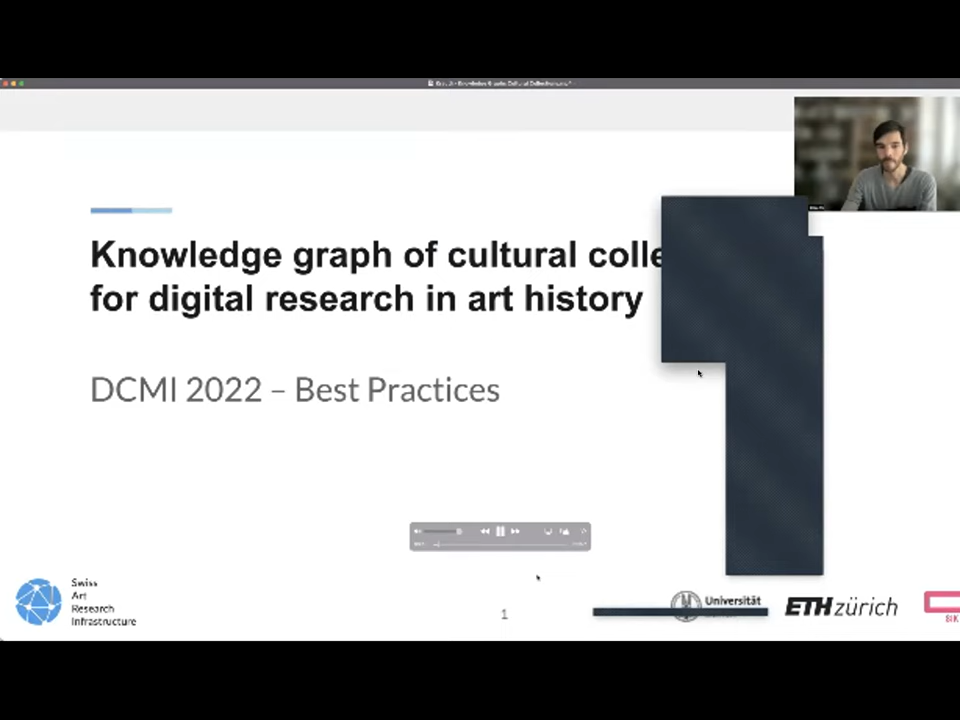 Knowledge graph of cultural colle
for digital research in art history
DCMI 2022 – Best Practices
Swiss
Art
Research
Infrastructure
1
Universität
ETH zürich
SIK